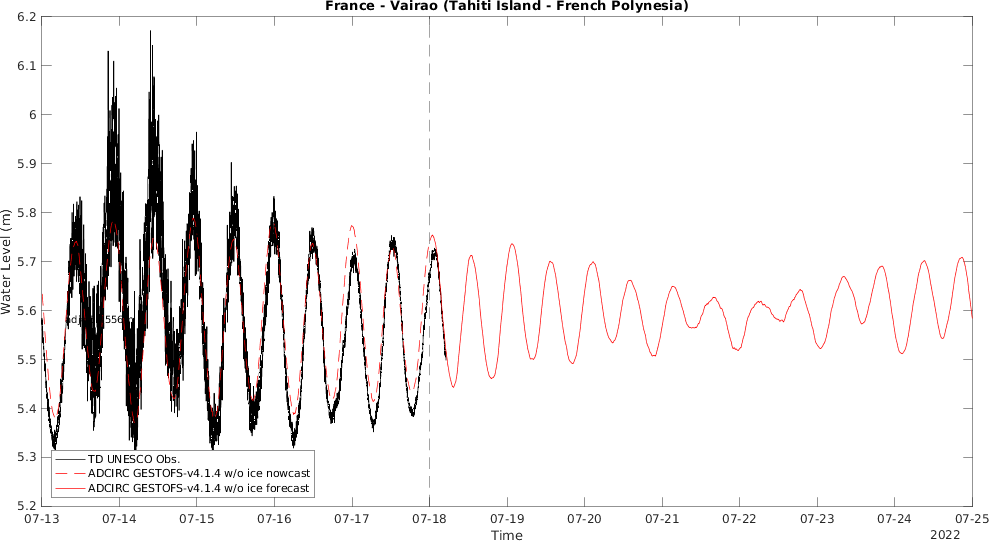 France - Vairao (Tahiti Island - French Polynesia)
Water Level (m)
6.2
6.1
6
5.9
5.8
5.7
5.6
5.5
5.4
5.3
5.2
TD UNESCO Obs.
ADCIRC GESTOFS-v4.1.4 w/o ice nowcast
ADCIRC GESTOFS-v4.1.4 w/o ice forecast
07-13 07-14 07-15 07-16 07-17 07-18 07-19 07-20 07-21 07-22 07-23 07-24 07-25
Time
2022